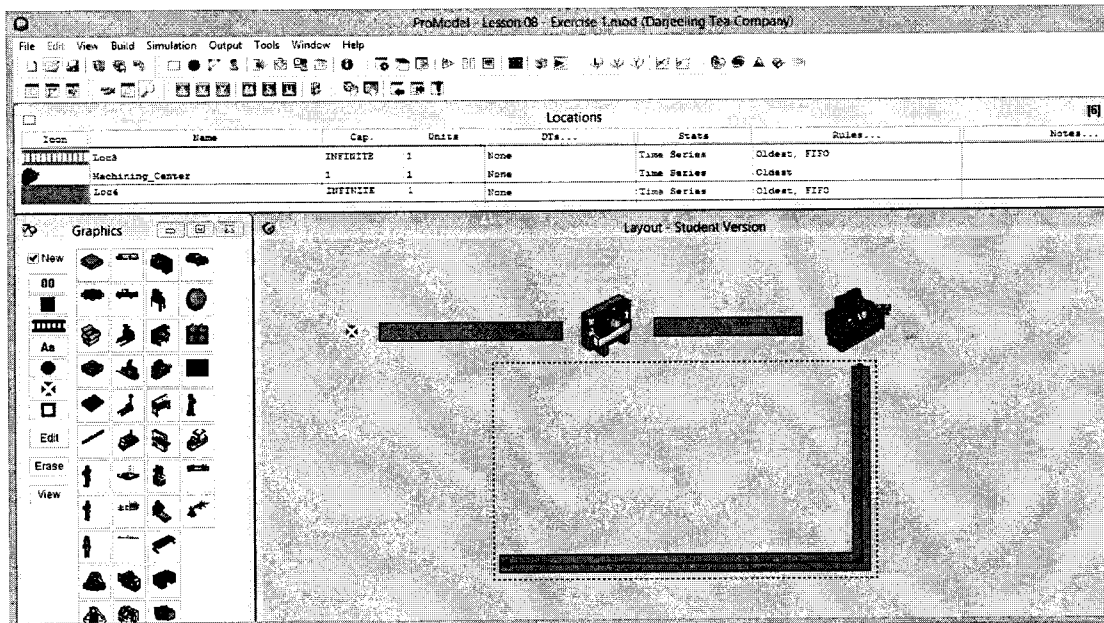 ProModel - Lesson 08 - Exercise 1.mod (Darjeeling Tea Company)
File Edit View Build Simulation Output Tools Window Help
Locations [6]
Icon Name Cap. Units DTs... Stats Rules... Notes...
Loc3 INFINITE 1 None Time Series Oldest, FIFO
Machining_Center 1 1 None Time Series Oldest
Loc4 INFINITE 1 None Time Series Oldest, FIFO
Graphics
New
00
Aa
Edit
Erase
View
Layout - Student Version